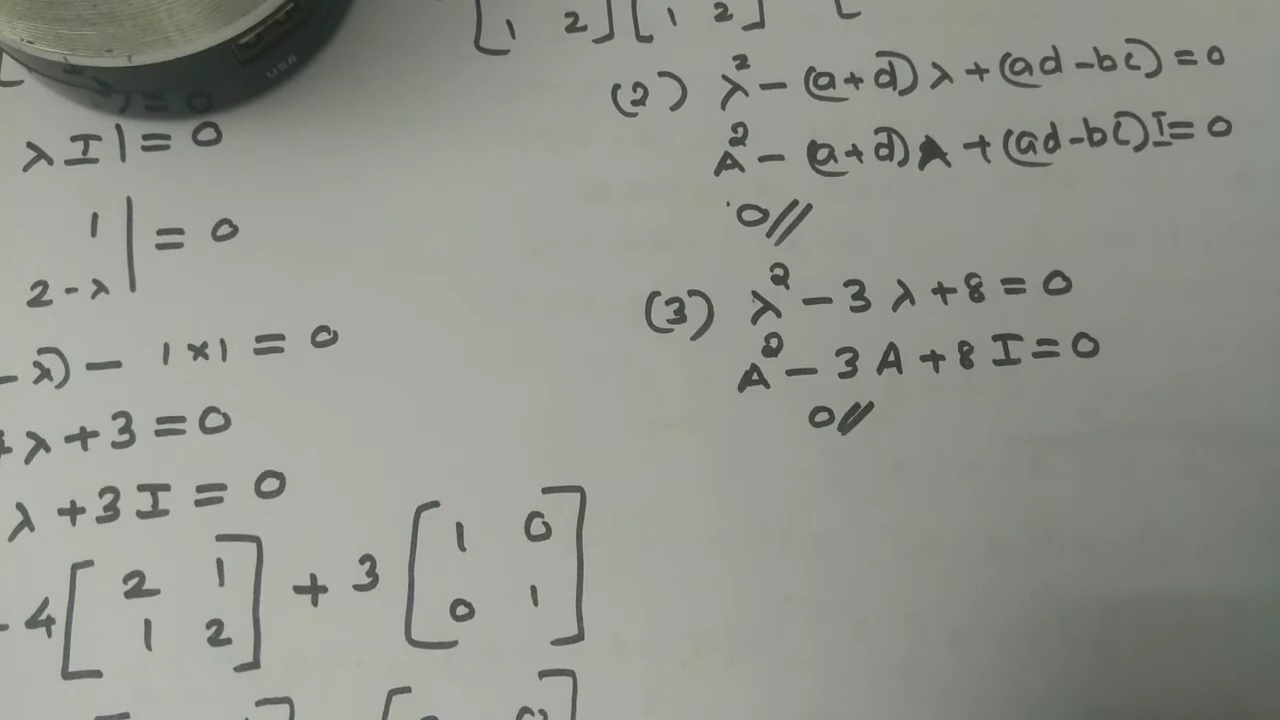 [1 2] [1 2] [
USB
λI| = 0
1 | = 0
2-λ |
-λ) - 1×1 = 0
λ + 3 = 0
λ + 3I = 0
-4 [2 1] + 3 [1 0]
[1 2] [0 1]
(2) λ² - (a+d)λ + (ad-bc) = 0
A² - (a+d)A + (ad-bc)I = 0
0//
(3) λ² - 3λ + 8 = 0
A² - 3A + 8I = 0
0//